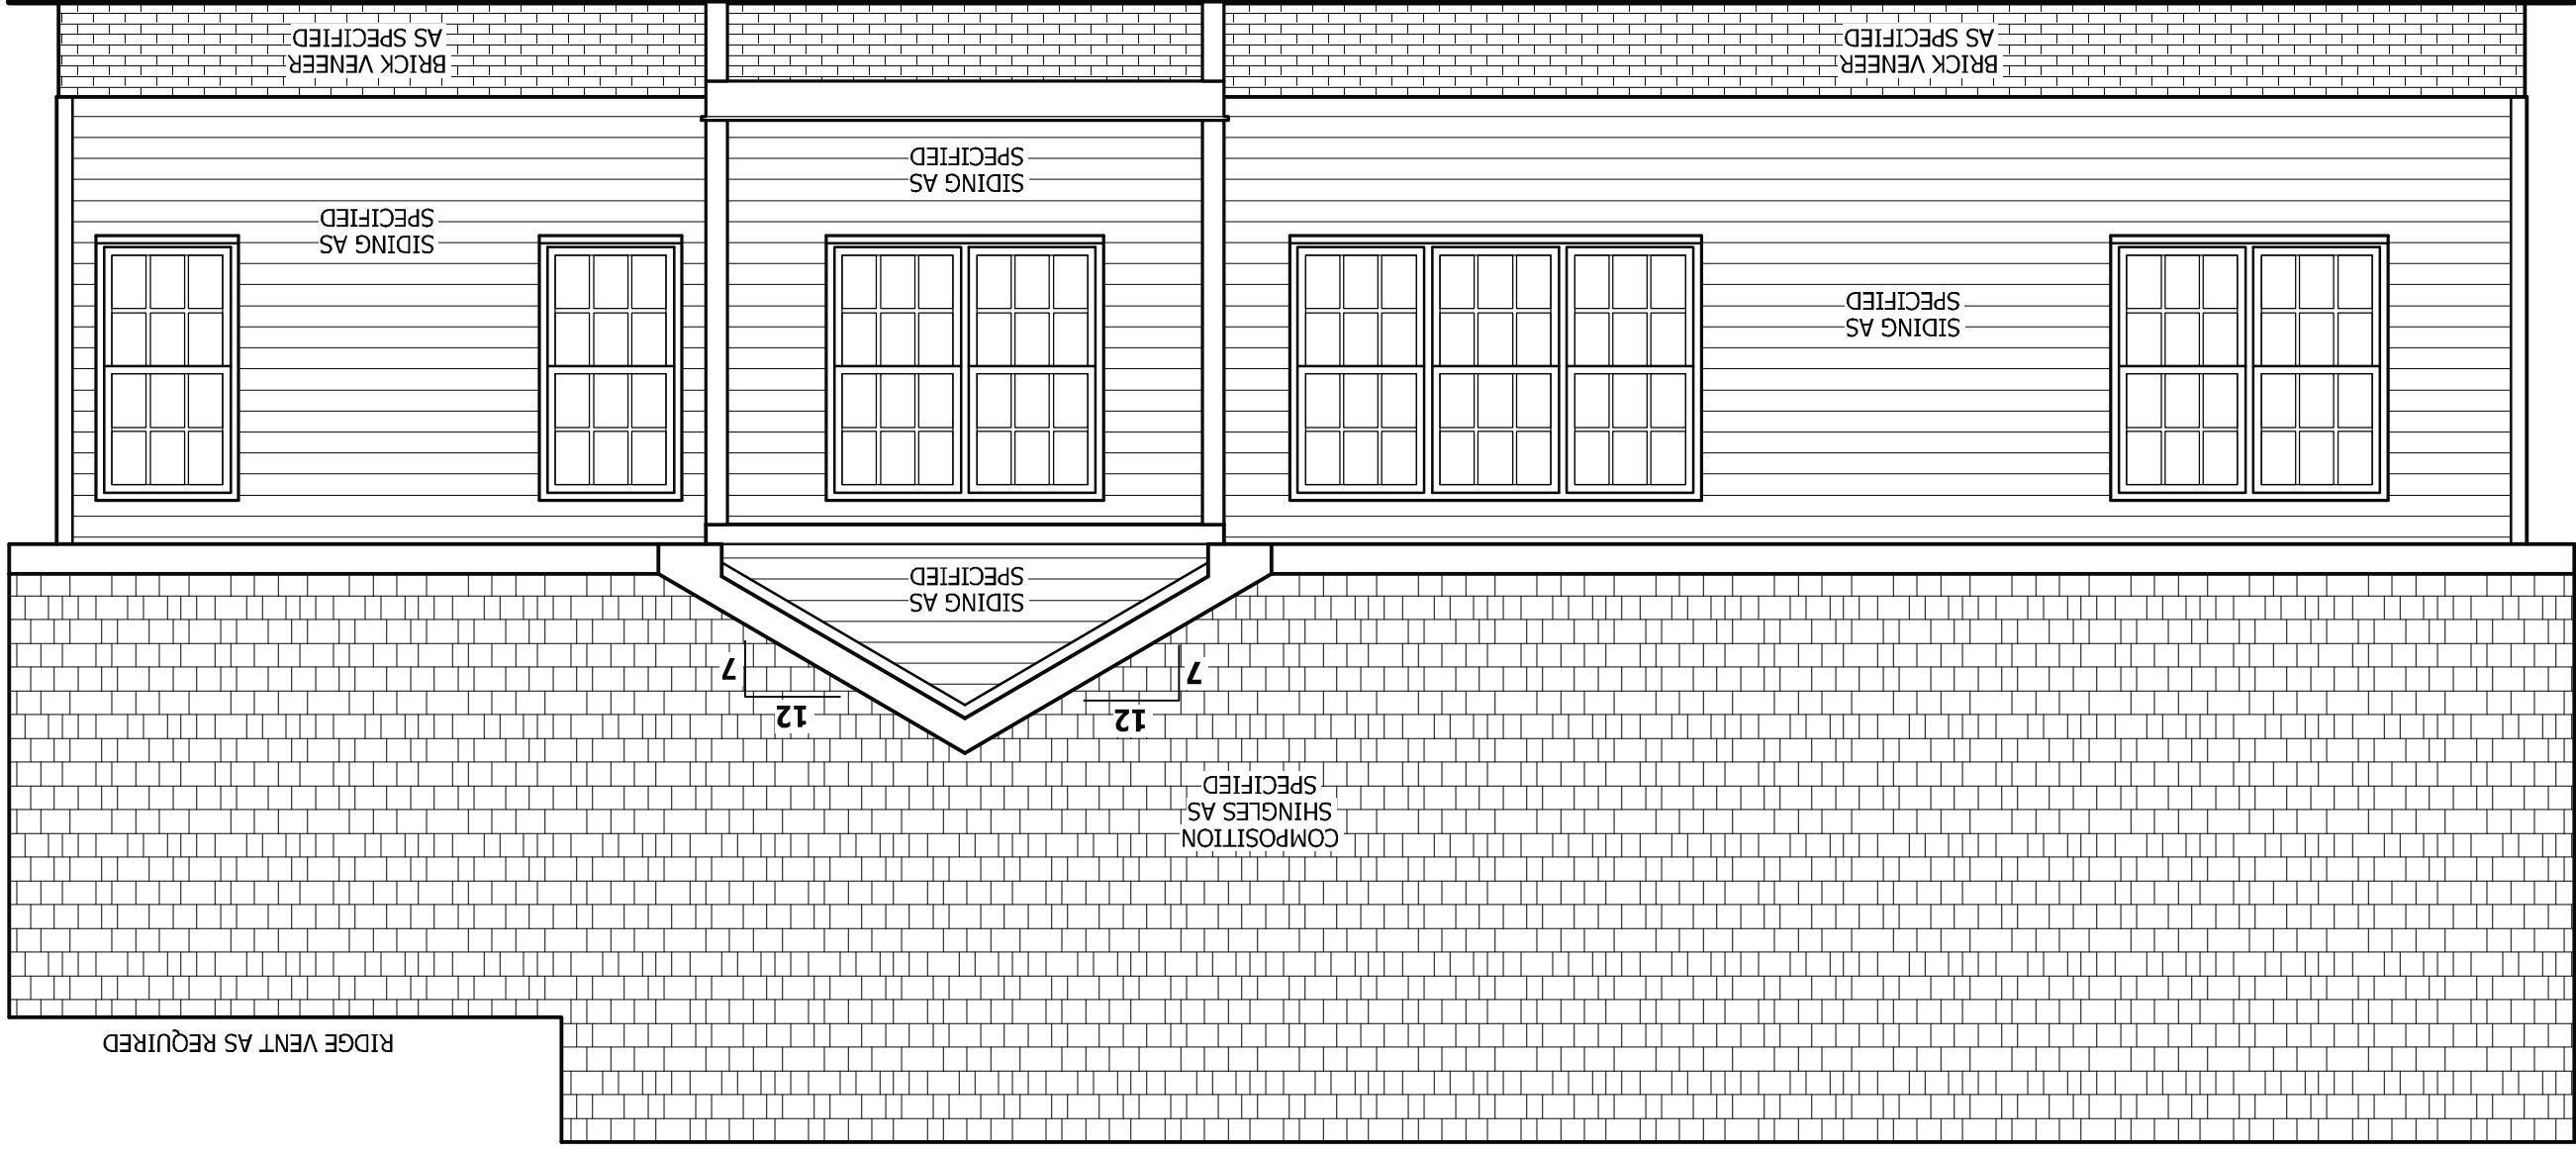 RIDGE VENT AS REQUIRED
COMPOSITION
SHINGLES AS
SPECIFIED
12
7
12
7
SIDING AS
SPECIFIED
SIDING AS
SPECIFIED
SIDING AS
SPECIFIED
SIDING AS
SPECIFIED
BRICK VENEER
AS SPECIFIED
BRICK VENEER
AS SPECIFIED